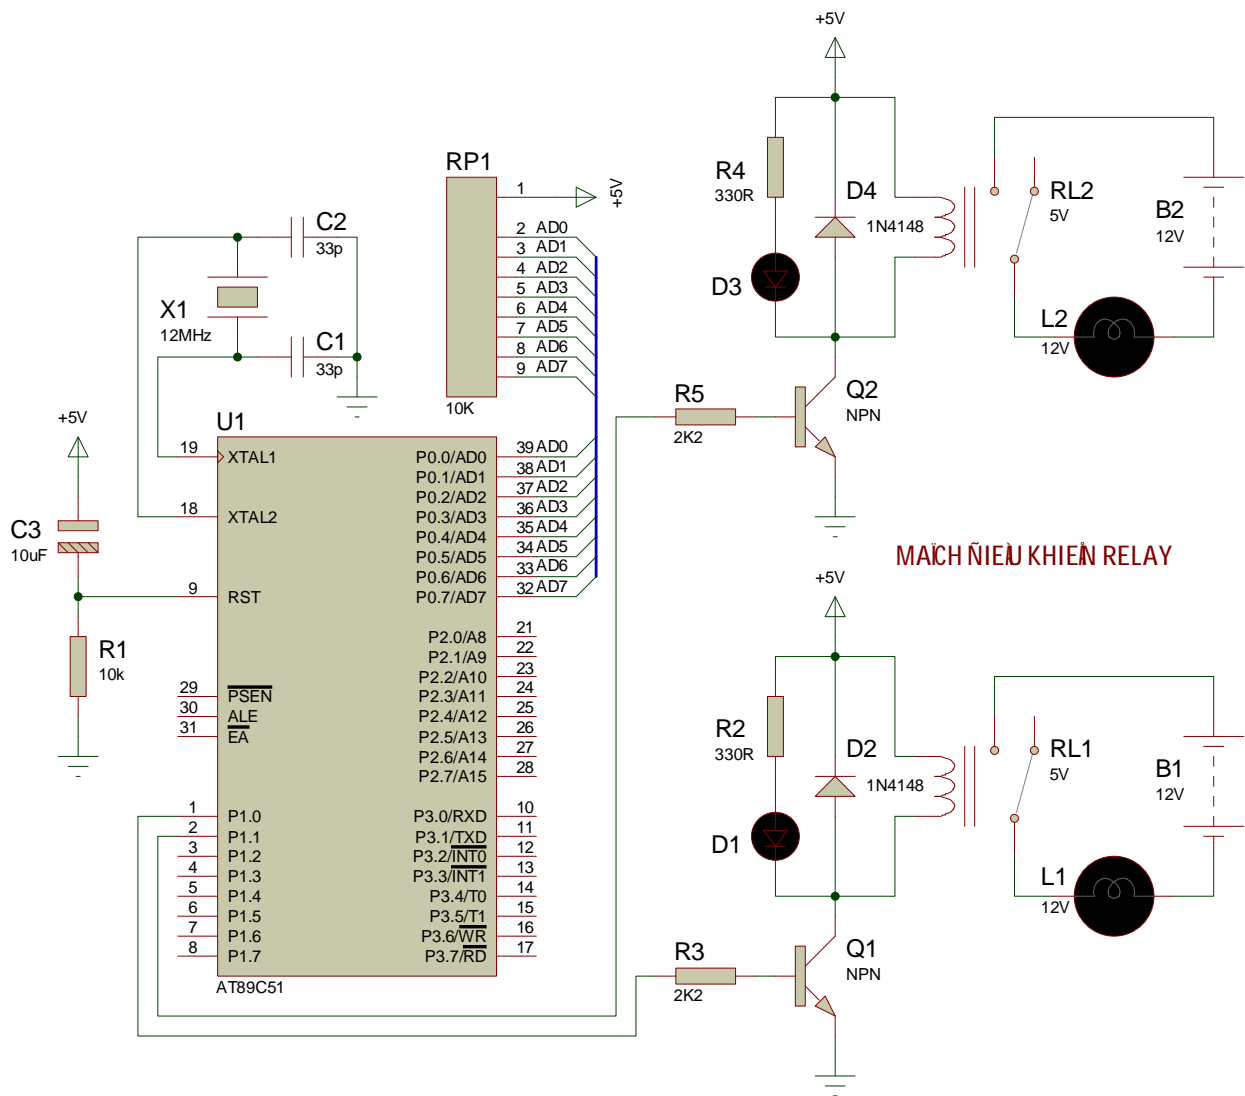 +5V
RP1
1
+5V
2 AD0
3 AD1
4 AD2
5 AD3
6 AD4
7 AD5
8 AD6
9 AD7
10K
C2
33p
X1
12MHz
C1
33p
+5V
C3
10uF
R1
10k
U1
19 XTAL1
18 XTAL2
9 RST
29 PSEN
30 ALE
31 EA
1 P1.0
2 P1.1
3 P1.2
4 P1.3
5 P1.4
6 P1.5
7 P1.6
8 P1.7
P0.0/AD0 39 AD0
P0.1/AD1 38 AD1
P0.2/AD2 37 AD2
P0.3/AD3 36 AD3
P0.4/AD4 35 AD4
P0.5/AD5 34 AD5
P0.6/AD6 33 AD6
P0.7/AD7 32 AD7
P2.0/A8 21
P2.1/A9 22
P2.2/A10 23
P2.3/A11 24
P2.4/A12 25
P2.5/A13 26
P2.6/A14 27
P2.7/A15 28
P3.0/RXD 10
P3.1/TXD 11
P3.2/INT0 12
P3.3/INT1 13
P3.4/T0 14
P3.5/T1 15
P3.6/WR 16
P3.7/RD 17
AT89C51
R4
330R
D4
1N4148
D3
RL2
5V
B2
12V
L2
12V
R5
2K2
Q2
NPN
MAÏCH ÑIEÀU KHIEÅN RELAY
+5V
R2
330R
D2
1N4148
D1
RL1
5V
B1
12V
L1
12V
R3
2K2
Q1
NPN